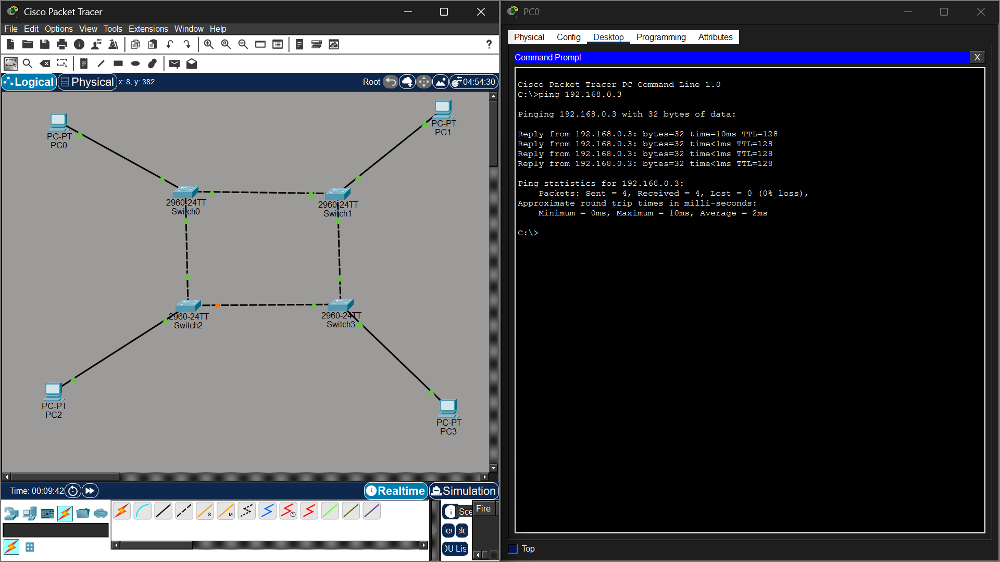 Cisco Packet Tracer
File Edit Options View Tools Extensions Window Help
?
Logical Physical x: 8, y: 382 Root 04:54:30
PC-PT
PC0
PC-PT
PC1
2960-24TT
Switch0
2960-24TT
Switch1
2960-24TT
Switch2
2960-24TT
Switch3
PC-PT
PC2
PC-PT
PC3
Time: 00:09:42 Realtime Simulation
S M
i Sce Fire
ele
OU Lis
PC0
Physical Config Desktop Programming Attributes
Command Prompt X
Cisco Packet Tracer PC Command Line 1.0
C:\>ping 192.168.0.3
Pinging 192.168.0.3 with 32 bytes of data:
Reply from 192.168.0.3: bytes=32 time=10ms TTL=128
Reply from 192.168.0.3: bytes=32 time<1ms TTL=128
Reply from 192.168.0.3: bytes=32 time<1ms TTL=128
Reply from 192.168.0.3: bytes=32 time<1ms TTL=128
Ping statistics for 192.168.0.3:
Packets: Sent = 4, Received = 4, Lost = 0 (0% loss),
Approximate round trip times in milli-seconds:
Minimum = 0ms, Maximum = 10ms, Average = 2ms
C:\>
Top